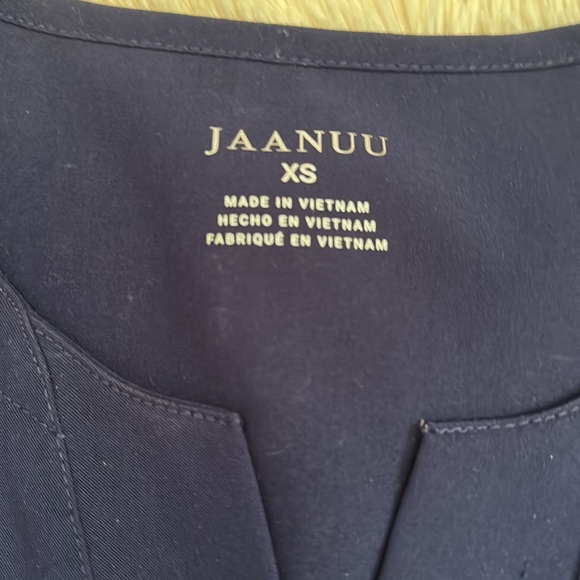 JAANUU
XS
MADE IN VIETNAM
HECHO EN VIETNAM
FABRIQUÉ EN VIETNAM